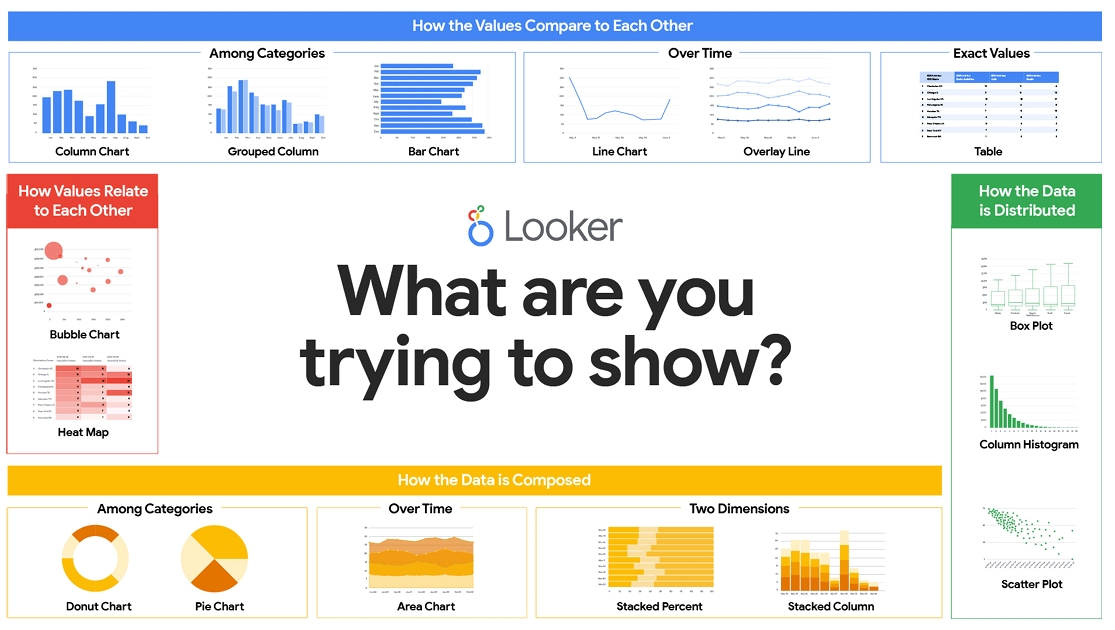 How the Values Compare to Each Other
Among Categories
Over Time
Exact Values
Column Chart
Grouped Column
Bar Chart
Line Chart
Overlay Line
Table
How Values Relate
to Each Other
Bubble Chart
Heat Map
Looker
What are you
trying to show?
How the Data
is Distributed
Box Plot
Column Histogram
Scatter Plot
How the Data is Composed
Among Categories
Over Time
Two Dimensions
Donut Chart
Pie Chart
Area Chart
Stacked Percent
Stacked Column